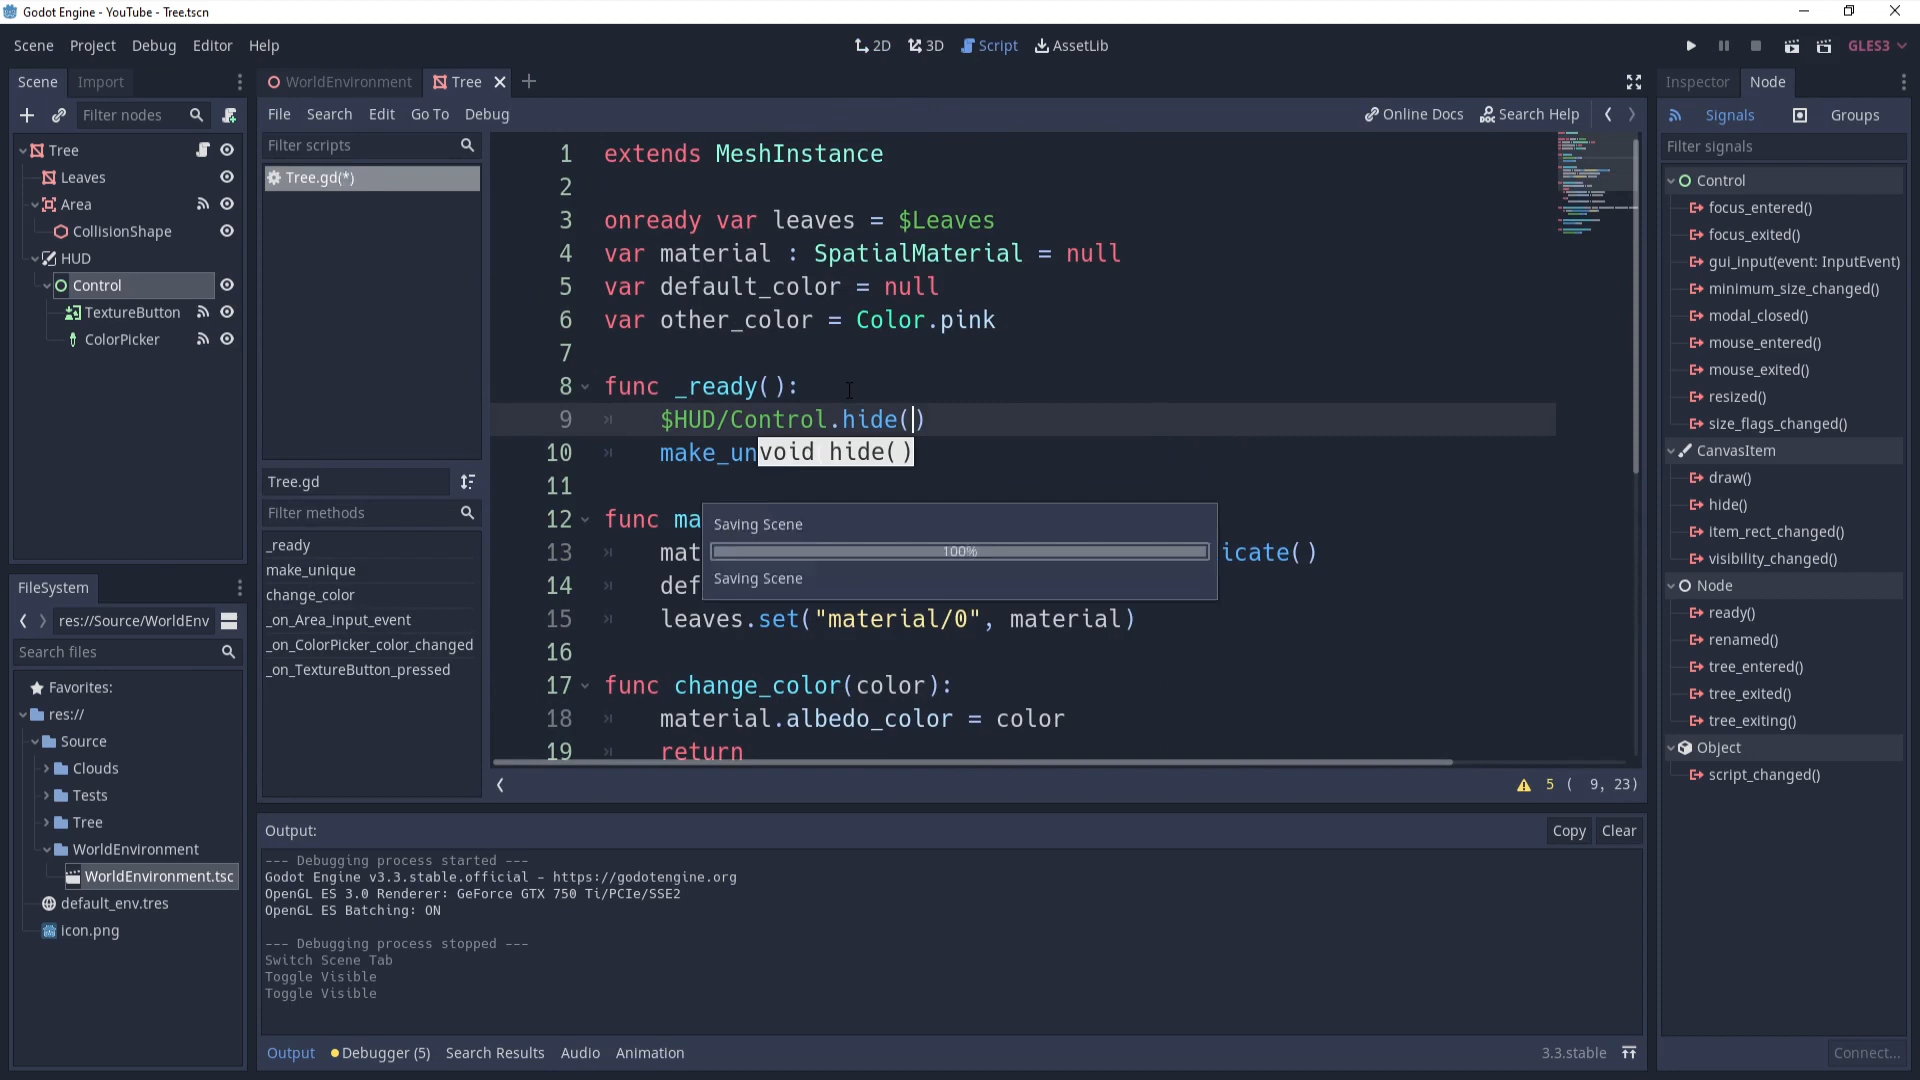 Godot Engine - YouTube - Tree.tscn
Scene Project Debug Editor Help
2D 3D Script AssetLib
GLES3
Scene Import
WorldEnvironment Tree
Inspector Node
Filter nodes
File Search Edit Go To Debug
Online Docs Search Help
Signals Groups
Filter scripts
Filter signals
Tree
Leaves
Area
CollisionShape
HUD
Control
TextureButton
ColorPicker
Tree.gd(*)
Tree.gd
Filter methods
_ready
make_unique
change_color
_on_Area_input_event
_on_ColorPicker_color_changed
_on_TextureButton_pressed
1 extends MeshInstance
2
3 onready var leaves = $Leaves
4 var material : SpatialMaterial = null
5 var default_color = null
6 var other_color = Color.pink
7
8 func _ready():
9 $HUD/Control.hide()
10 make_un
void hide()
11
12 func ma
13 mat icate()
14 def
15 leaves.set("material/0", material)
16
17 func change_color(color):
18 material.albedo_color = color
19 return
Saving Scene
100%
Saving Scene
5 ( 9, 23)
Control
focus_entered()
focus_exited()
gui_input(event: InputEvent)
minimum_size_changed()
modal_closed()
mouse_entered()
mouse_exited()
resized()
size_flags_changed()
CanvasItem
draw()
hide()
item_rect_changed()
visibility_changed()
Node
ready()
renamed()
tree_entered()
tree_exited()
tree_exiting()
Object
script_changed()
Connect...
FileSystem
res://Source/WorldEnv
Search files
Favorites:
res://
Source
Clouds
Tests
Tree
WorldEnvironment
WorldEnvironment.tsc
default_env.tres
icon.png
Output:
Copy Clear
--- Debugging process started ---
Godot Engine v3.3.stable.official - https://godotengine.org
OpenGL ES 3.0 Renderer: GeForce GTX 750 Ti/PCIe/SSE2
OpenGL ES Batching: ON
--- Debugging process stopped ---
Switch Scene Tab
Toggle Visible
Toggle Visible
Output Debugger (5) Search Results Audio Animation
3.3.stable